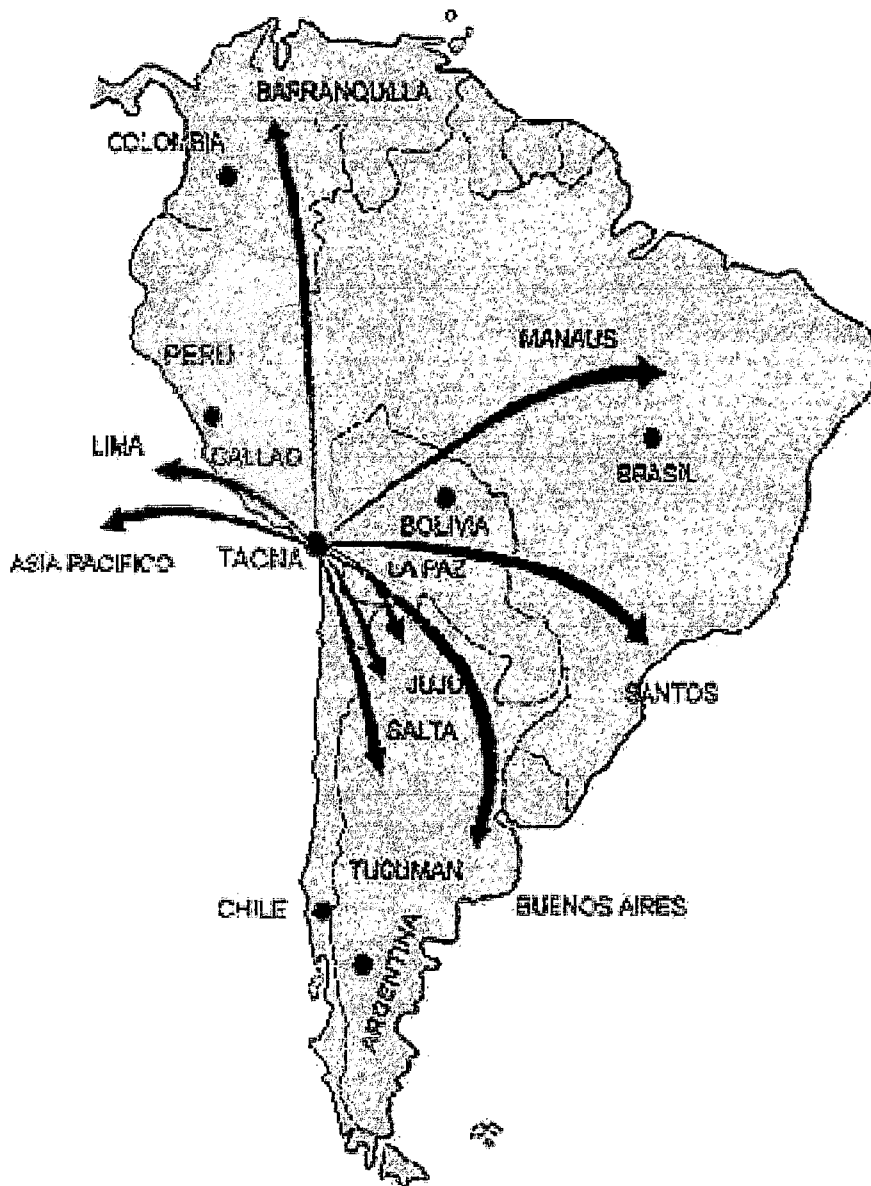 BARRANQUILLA
COLOMBIA
MANAUS
PERU
LIMA
CALLAO
BRASIL
BOLIVIA
ASIA PACIFICO
TACNA
LA PAZ
JUJUI
SANTOS
SALTA
TUCUMAN
CHILE
BUENOS AIRES
ARGENTINA